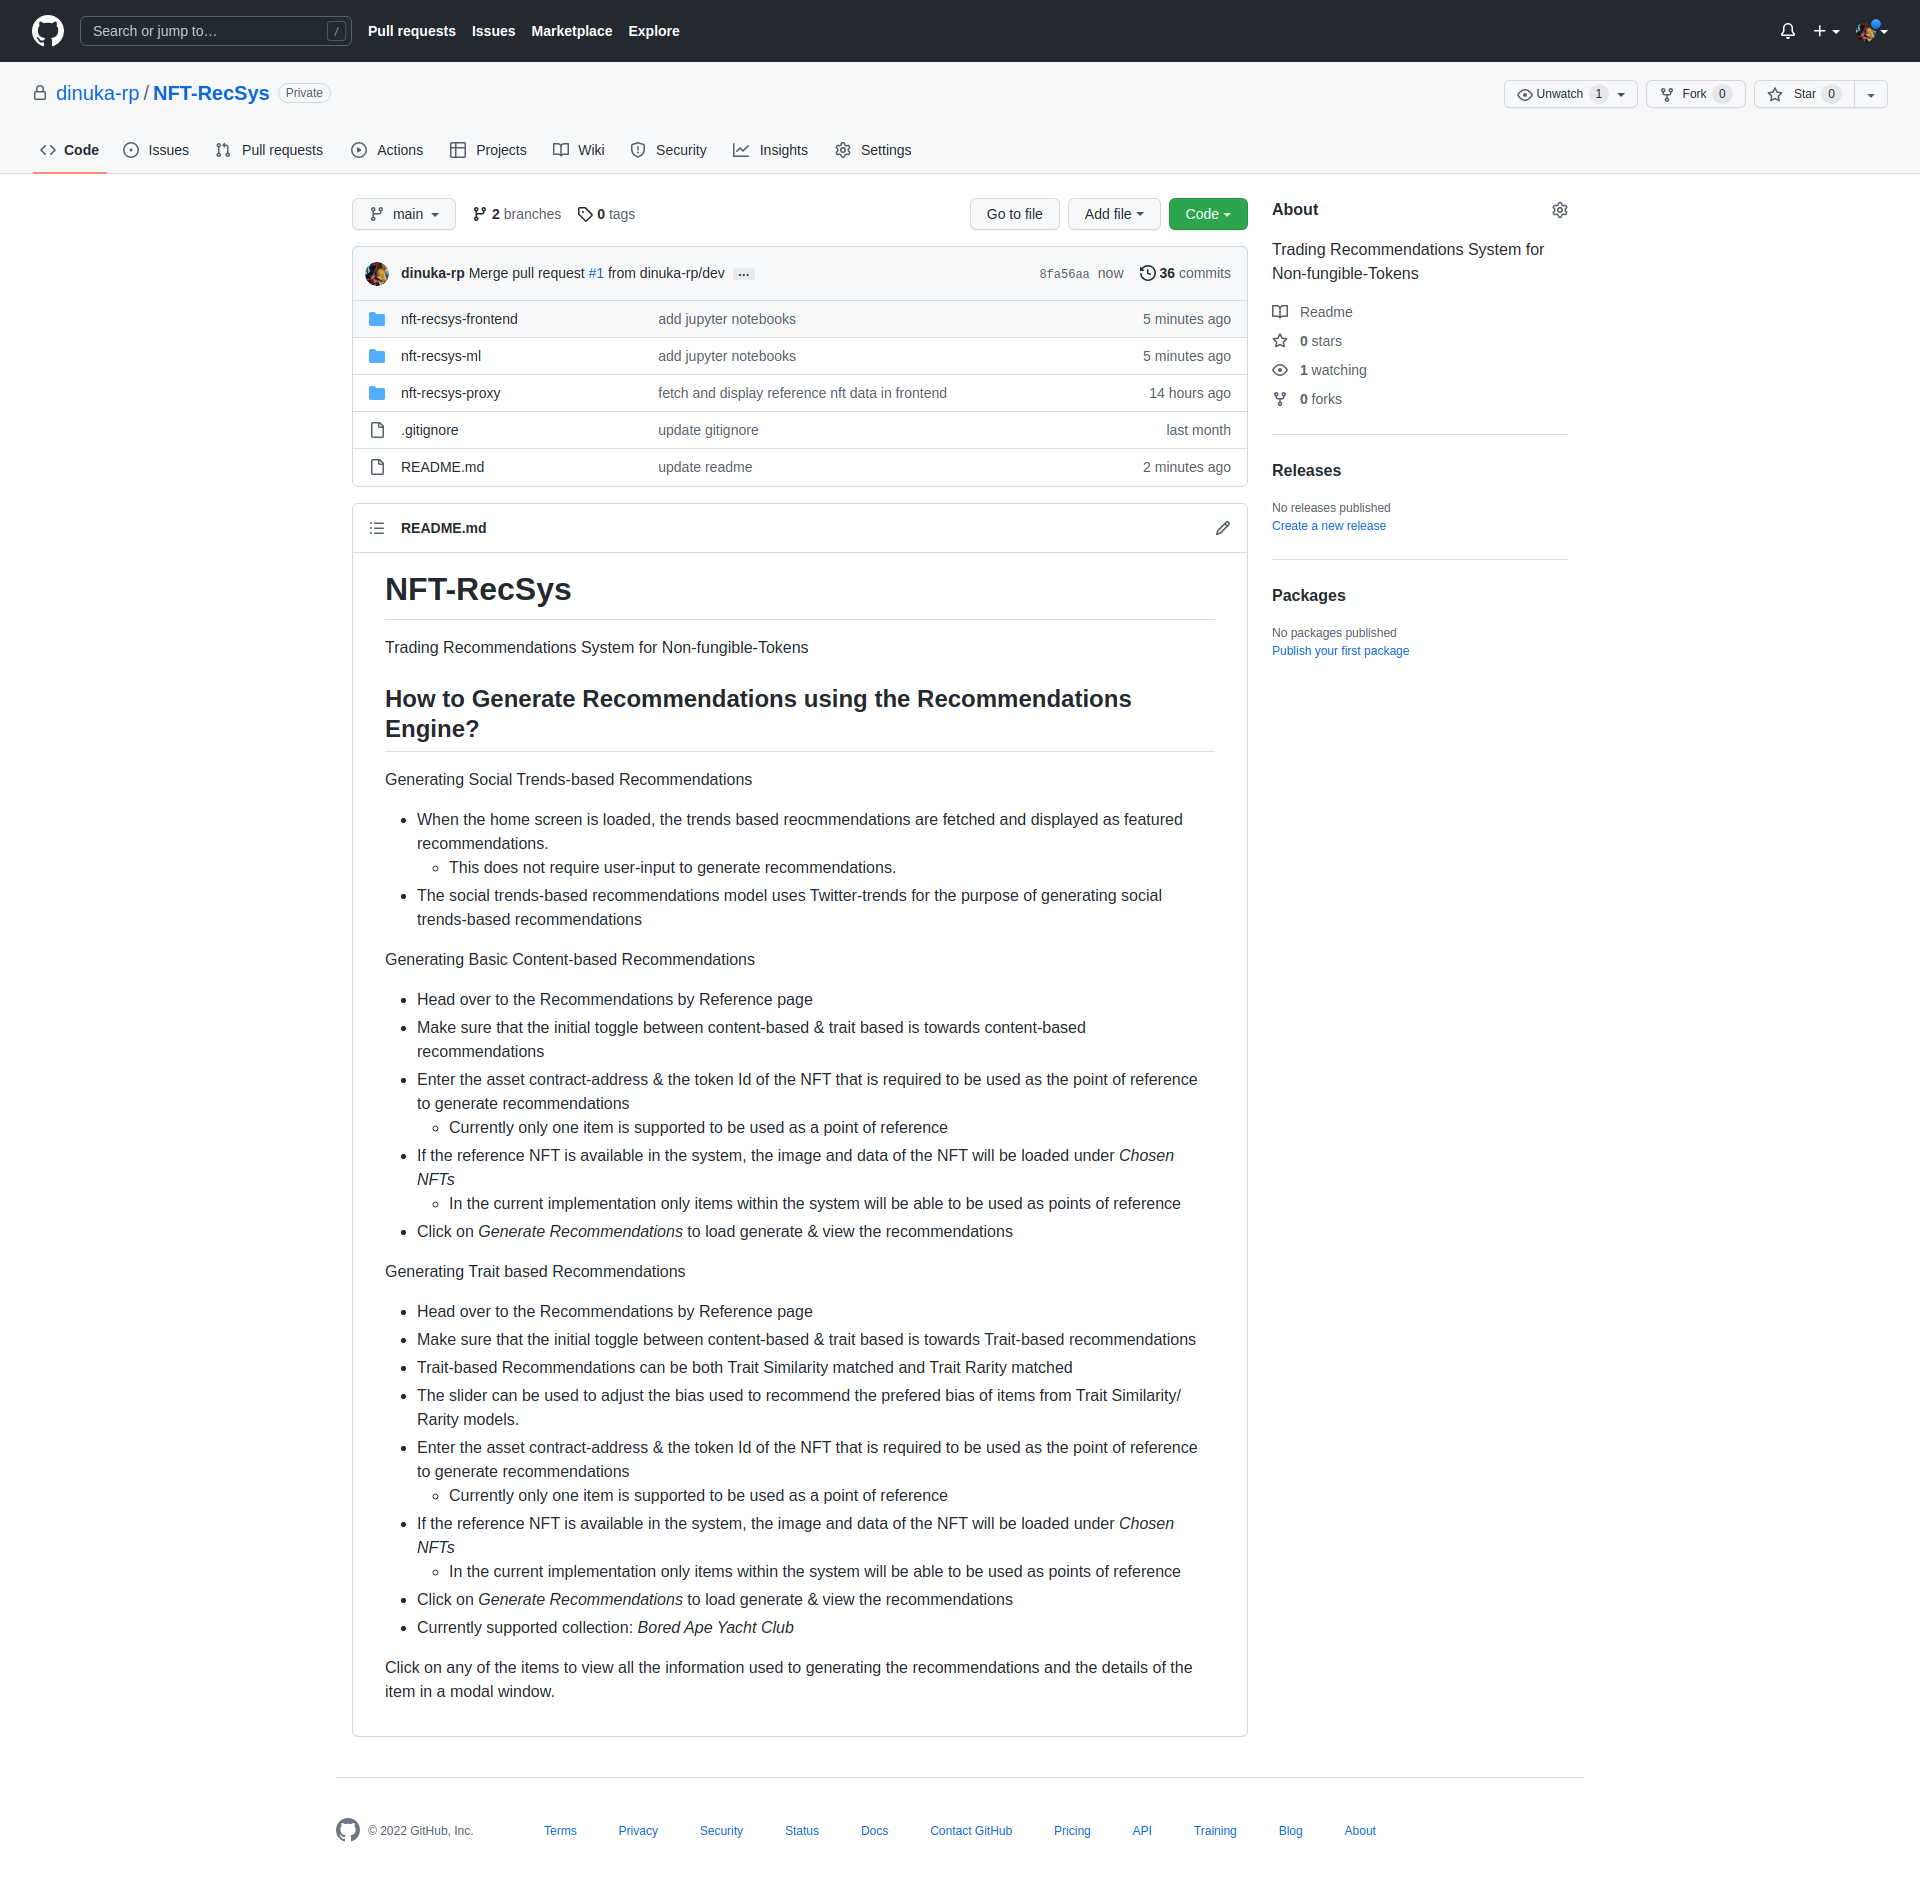 Search or jump to… /
Pull requests Issues Marketplace Explore
dinuka-rp / NFT-RecSys Private
Unwatch 1 Fork 0 Star 0
Code Issues Pull requests Actions Projects Wiki Security Insights Settings
main 2 branches 0 tags
Go to file Add file Code
dinuka-rp Merge pull request #1 from dinuka-rp/dev … 8fa56aa now 36 commits
nft-recsys-frontend add jupyter notebooks 5 minutes ago
nft-recsys-ml add jupyter notebooks 5 minutes ago
nft-recsys-proxy fetch and display reference nft data in frontend 14 hours ago
.gitignore update gitignore last month
README.md update readme 2 minutes ago
README.md
NFT-RecSys
Trading Recommendations System for Non-fungible-Tokens
How to Generate Recommendations using the Recommendations
Engine?
Generating Social Trends-based Recommendations
When the home screen is loaded, the trends based reocmmendations are fetched and displayed as featured
recommendations.
This does not require user-input to generate recommendations.
The social trends-based recommendations model uses Twitter-trends for the purpose of generating social
trends-based recommendations
Generating Basic Content-based Recommendations
Head over to the Recommendations by Reference page
Make sure that the initial toggle between content-based & trait based is towards content-based
recommendations
Enter the asset contract-address & the token Id of the NFT that is required to be used as the point of reference
to generate recommendations
Currently only one item is supported to be used as a point of reference
If the reference NFT is available in the system, the image and data of the NFT will be loaded under Chosen
NFTs
In the current implementation only items within the system will be able to be used as points of reference
Click on Generate Recommendations to load generate & view the recommendations
Generating Trait based Recommendations
Head over to the Recommendations by Reference page
Make sure that the initial toggle between content-based & trait based is towards Trait-based recommendations
Trait-based Recommendations can be both Trait Similarity matched and Trait Rarity matched
The slider can be used to adjust the bias used to recommend the prefered bias of items from Trait Similarity/
Rarity models.
Enter the asset contract-address & the token Id of the NFT that is required to be used as the point of reference
to generate recommendations
Currently only one item is supported to be used as a point of reference
If the reference NFT is available in the system, the image and data of the NFT will be loaded under Chosen
NFTs
In the current implementation only items within the system will be able to be used as points of reference
Click on Generate Recommendations to load generate & view the recommendations
Currently supported collection: Bored Ape Yacht Club
Click on any of the items to view all the information used to generating the recommendations and the details of the
item in a modal window.
About
Trading Recommendations System for
Non-fungible-Tokens
Readme
0 stars
1 watching
0 forks
Releases
No releases published
Create a new release
Packages
No packages published
Publish your first package
© 2022 GitHub, Inc. Terms Privacy Security Status Docs Contact GitHub Pricing API Training Blog About